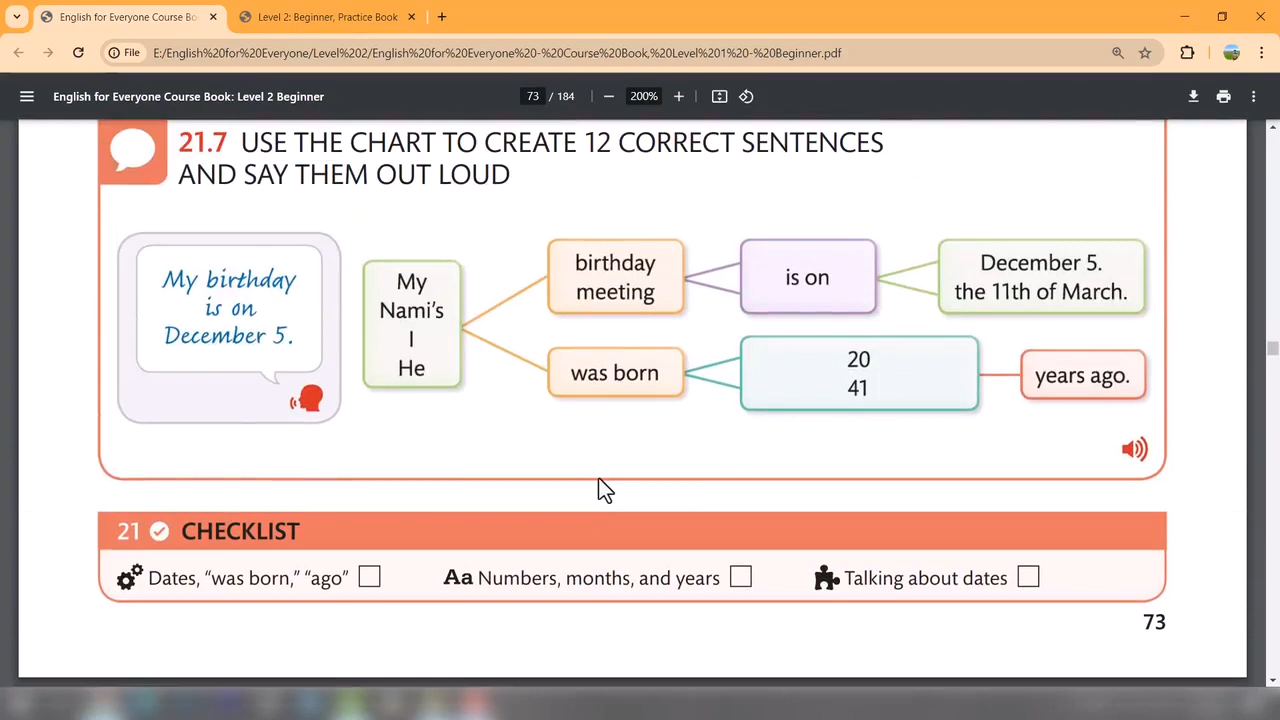 English for Everyone Course Bo
Level 2: Beginner, Practice Book
File
E:/English%20for%20Everyone/Level%202/English%20for%20Everyone%20-%20Course%20Book,%20Level%201%20-%20Beginner.pdf
English for Everyone Course Book: Level 2 Beginner
73 / 184
200%
21.7 USE THE CHART TO CREATE 12 CORRECT SENTENCES
AND SAY THEM OUT LOUD
My birthday
is on
December 5.
My
Nami's
I
He
birthday
meeting
is on
December 5.
the 11th of March.
was born
20
41
years ago.
21 CHECKLIST
Dates, “was born,” “ago”
Aa Numbers, months, and years
Talking about dates
73